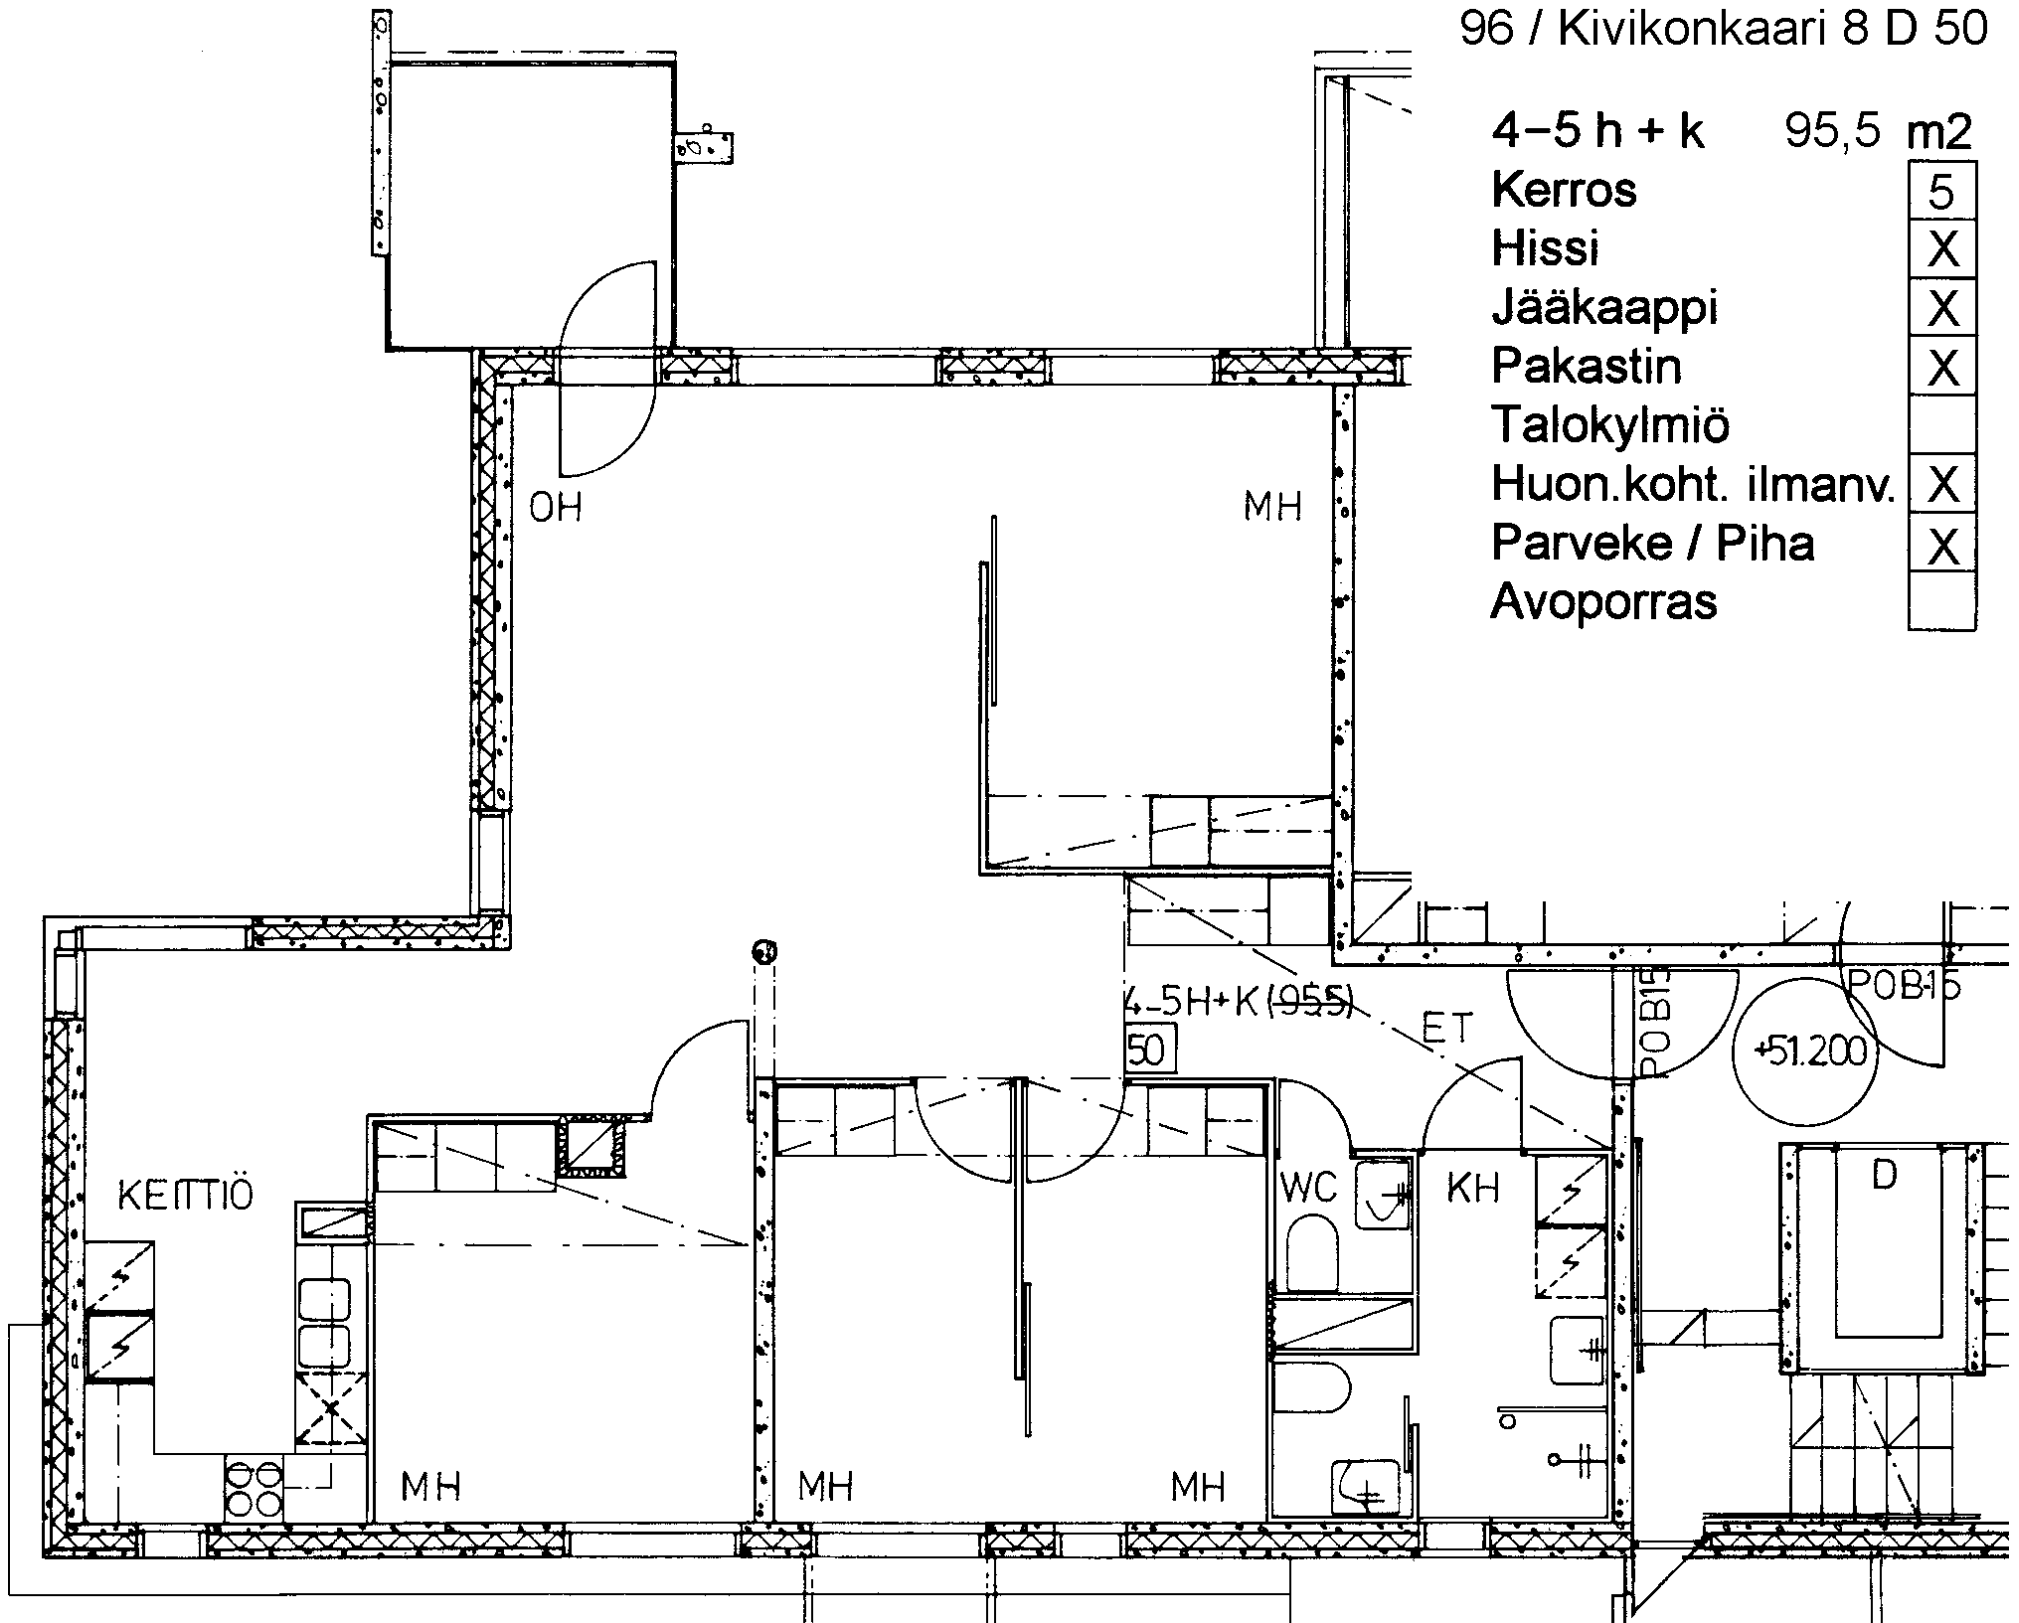 96 / Kivikonkaari 8 D 50
4–5 h + k 95,5 m2
Kerros 5
Hissi X
Jääkaappi X
Pakastin X
Talokylmiö
Huon.koht. ilmanv. X
Parveke / Piha X
Avoporras
OH
MH
4-5H+K (95.5)
50
ET
POB15
POB-15
+51.200
KEITTIÖ
WC
KH
D
MH
MH
MH